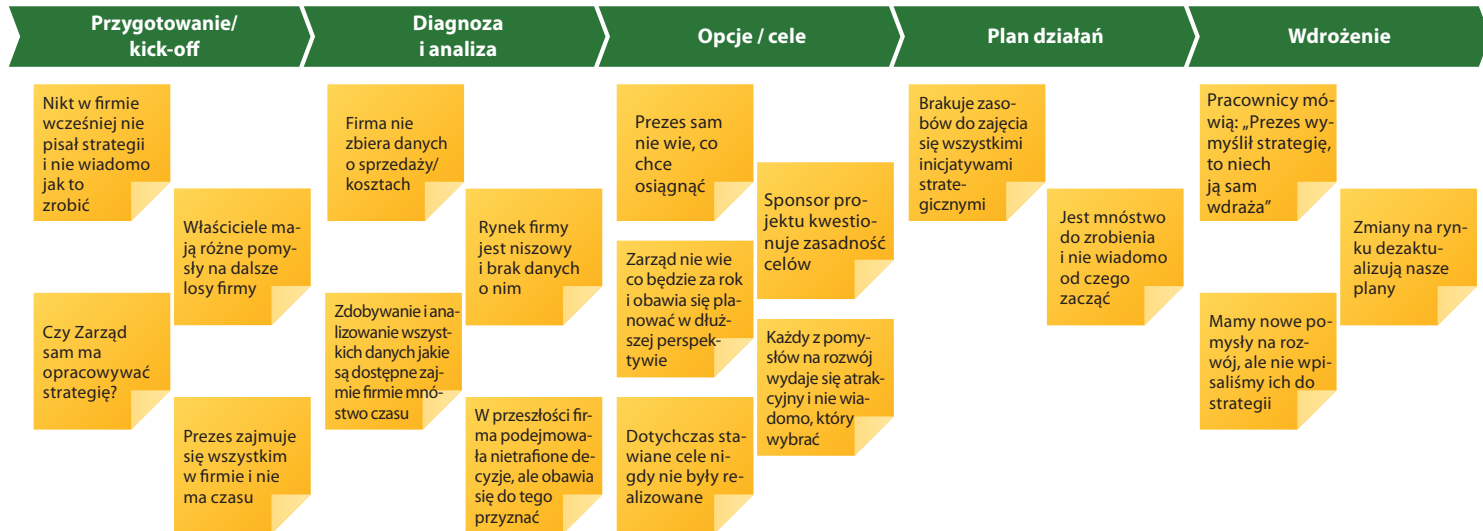 Przygotowanie/
kick-off
Diagnoza
i analiza
Opcje / cele
Plan działań
Wdrożenie
Nikt w firmie
wcześniej nie
pisał strategii
i nie wiadomo
jak to
zrobić
Właściciele ma-
ją różne pomy-
sły na dalsze
losy firmy
Czy Zarząd
sam ma
opracowywać
strategię?
Prezes zajmuje
się wszystkim
w firmie i nie
ma czasu
Firma nie
zbiera danych
o sprzedaży/
kosztach
Rynek firmy
jest niszowy
i brak danych
o nim
Zdobywanie i ana-
lizowanie wszyst-
kich danych jakie
są dostępne zaj-
mie firmie mnó-
stwo czasu
W przeszłości fir-
ma podejmowa-
ła nietrafione de-
cyzje, ale obawia
się do tego
przyznać
Prezes sam
nie wie, co
chce
osiągnąć
Sponsor pro-
jektu kwestio-
nuje zasadność
celów
Zarząd nie wie
co będzie za rok
i obawia się pla-
nować w dłuż-
szej perspek-
tywie
Każdy z pomy-
słów na rozwój
wydaje się atrak-
cyjny i nie wia-
domo, który
wybrać
Dotychczas sta-
wiane cele ni-
gdy nie były re-
alizowane
Brakuje zaso-
bów do zajęcia
się wszystkimi
inicjatywami
strate-
gicznymi
Jest mnóstwo
do zrobienia
i nie wiadomo
od czego
zacząć
Pracownicy mó-
wią: „Prezes wy-
myślił strategię,
to niech
ją sam
wdraża”
Zmiany na ryn-
ku dezaktu-
alizują nasze
plany
Mamy nowe po-
mysły na roz-
wój, ale nie wpi-
saliśmy ich do
strategii